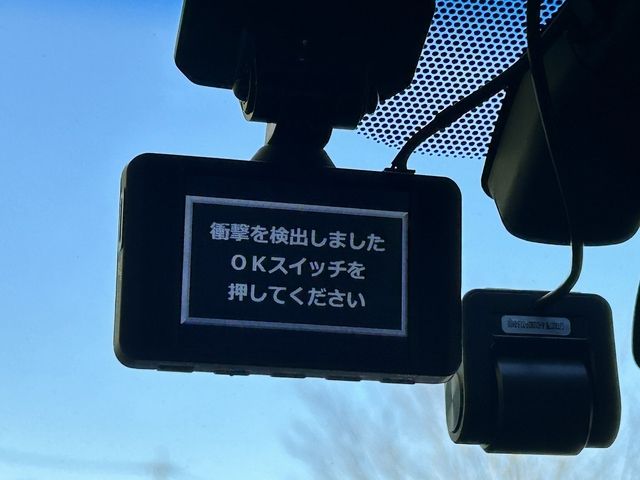 衝撃を検出しました
OKスイッチを
押してください